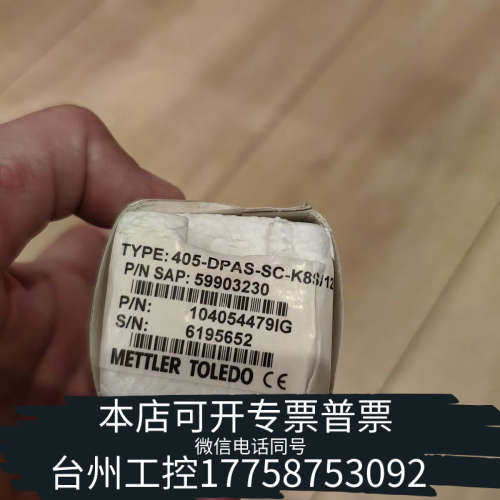 TYPE: 405-DPAS-SC-K8S/12
P/N SAP: 59903230
P/N: 104054479IG
S/N: 6195652
METTLER TOLEDO CE
本店可开专票普票
微信电话同号
台州工控17758753092